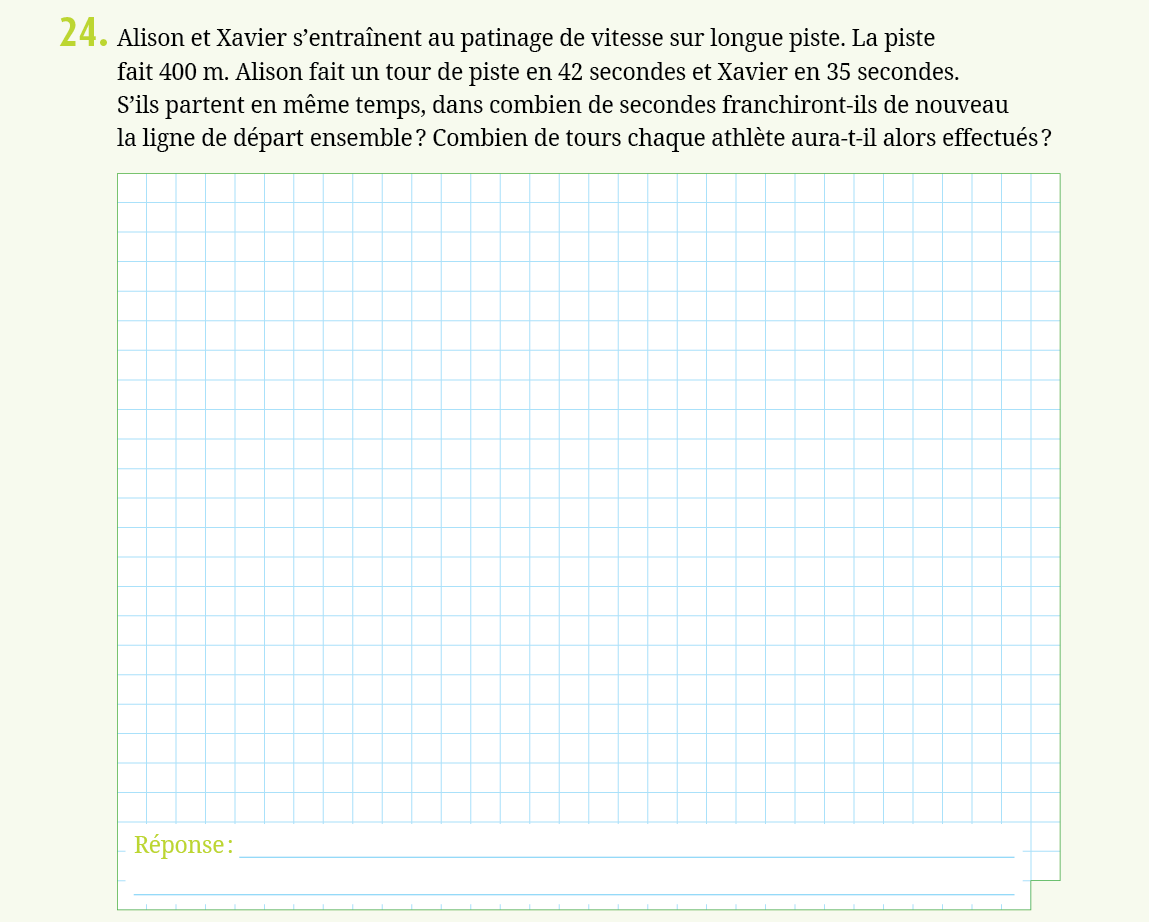 24. Alison et Xavier s’entraînent au patinage de vitesse sur longue piste. La piste
fait 400 m. Alison fait un tour de piste en 42 secondes et Xavier en 35 secondes.
S’ils partent en même temps, dans combien de secondes franchiront-ils de nouveau
la ligne de départ ensemble ? Combien de tours chaque athlète aura-t-il alors effectués ?
Réponse :